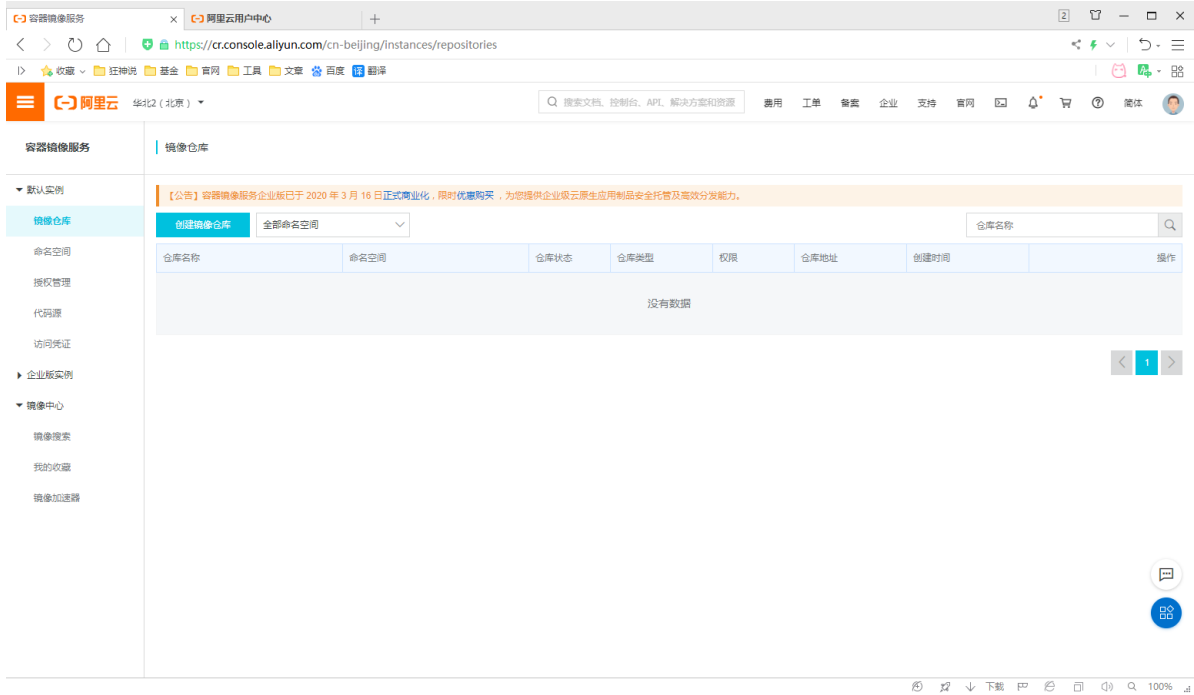 容器镜像服务 阿里云用户中心 2
https://cr.console.aliyun.com/cn-beijing/instances/repositories
收藏 狂神说 基金 官网 工具 文章 百度 译 翻译
阿里云 华北2（北京） 搜索文档、控制台、API、解决方案和资源 费用 工单 备案 企业 支持 官网 简体
容器镜像服务
镜像仓库
默认实例
镜像仓库
命名空间
授权管理
代码源
访问凭证
企业版实例
镜像中心
镜像搜索
我的收藏
镜像加速器
【公告】容器镜像服务企业版已于 2020 年 3 月 16 日正式商业化，限时优惠购买 ，为您提供企业级云原生应用制品安全托管及高效分发能力。
创建镜像仓库 全部命名空间 仓库名称
仓库名称 命名空间 仓库状态 仓库类型 权限 仓库地址 创建时间 操作
没有数据
1
下载 100%